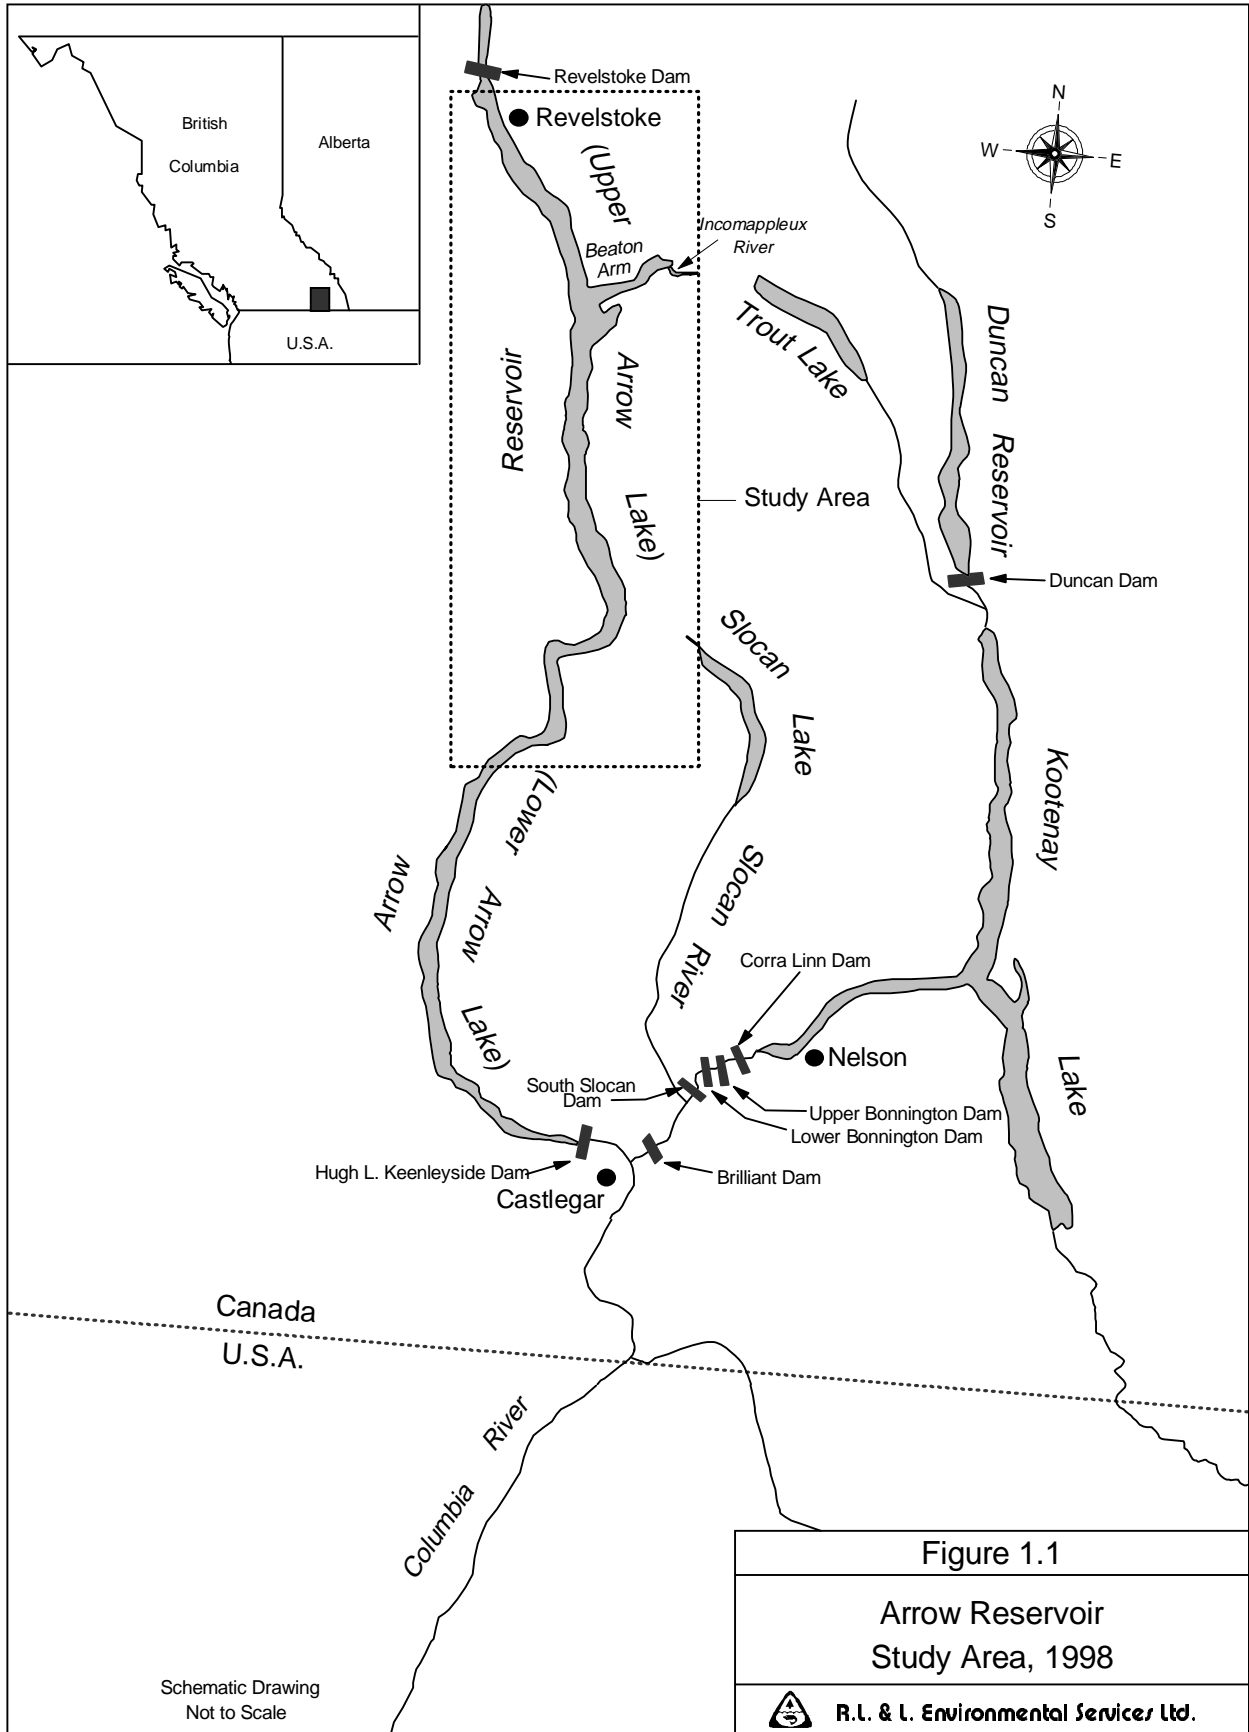 British
Columbia
Alberta
U.S.A.
Revelstoke Dam
Revelstoke
N
W
E
S
(Upper
Incomappleux
River
Beaton
Arm
Arrow
Lake)
Reservoir
Trout Lake
Duncan
Reservoir
Study Area
Duncan Dam
Slocan
Lake
Kootenay
Lake
(Lower
Arrow
Lake)
Arrow
Slocan
River
Corra Linn Dam
Nelson
South Slocan
Dam
Upper Bonnington Dam
Lower Bonnington Dam
Hugh L. Keenleyside Dam
Brilliant Dam
Castlegar
Canada
U.S.A.
Columbia River
Schematic Drawing
Not to Scale
Figure 1.1
Arrow Reservoir
Study Area, 1998
R.L. & L. Environmental Services Ltd.